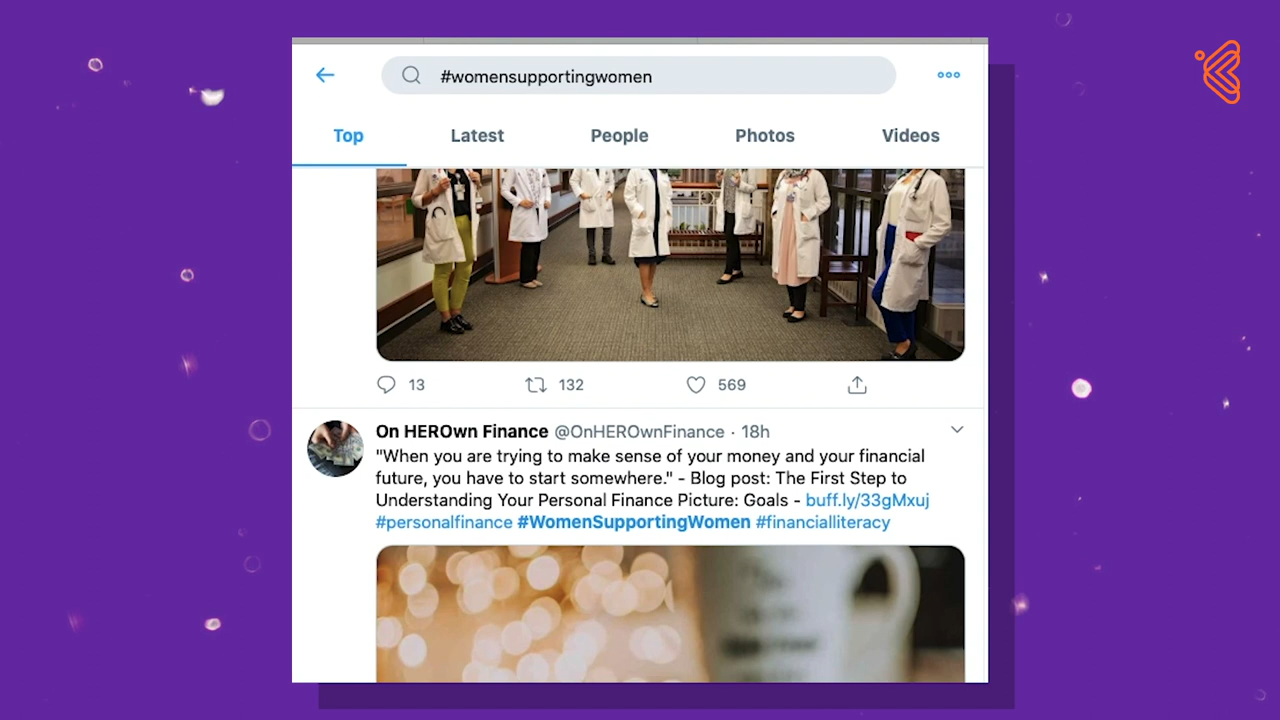 #womensupportingwomen
Top Latest People Photos Videos
13 132 569
On HEROwn Finance @OnHEROwnFinance · 18h
"When you are trying to make sense of your money and your financial
future, you have to start somewhere." - Blog post: The First Step to
Understanding Your Personal Finance Picture: Goals - buff.ly/33gMxuj
#personalfinance #WomenSupportingWomen #financialliteracy